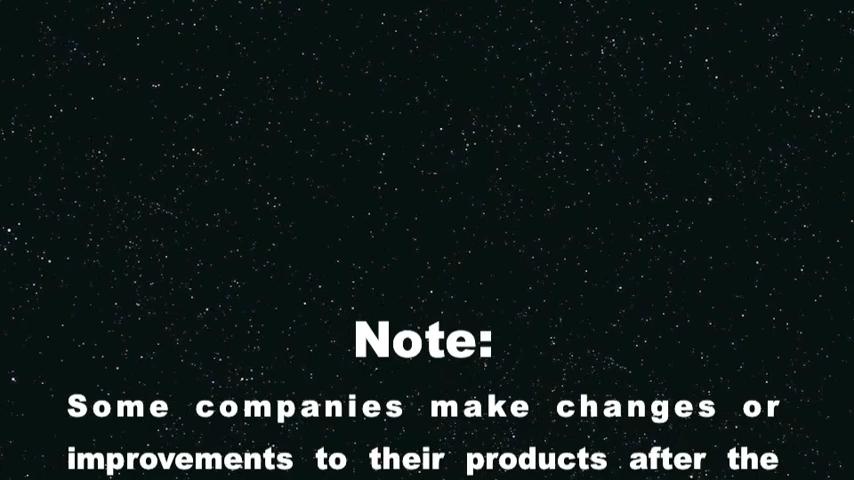 Note:
Some companies make changes or
improvements to their products after the